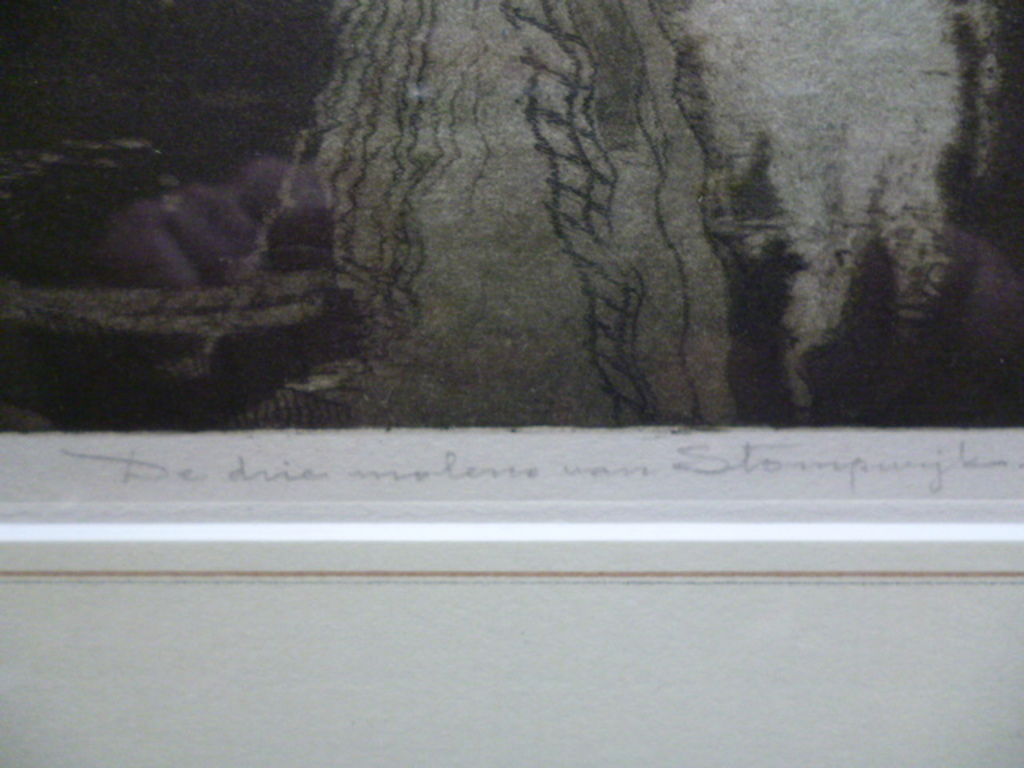 De drie molens van Stompwijk.